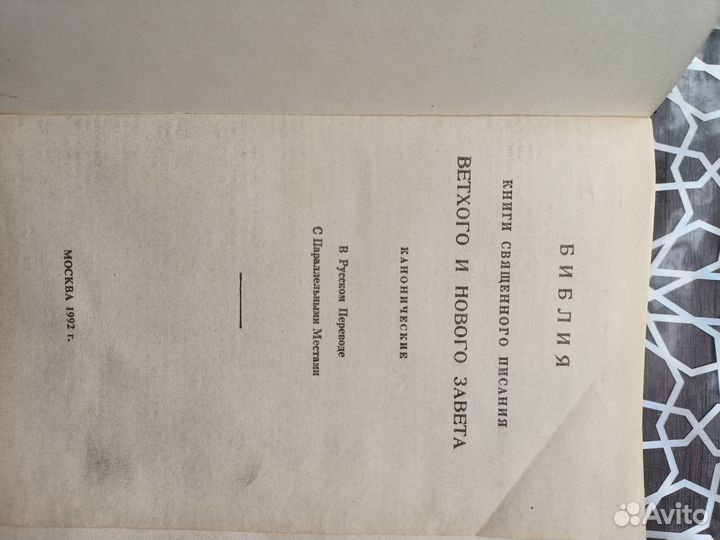 БИБЛИЯ
КНИГИ СВЯЩЕННОГО ПИСАНИЯ
ВЕТХОГО И НОВОГО ЗАВЕТА
КАНОНИЧЕСКИЕ
В Русском Переводе
С Параллельными Местами
МОСКВА 1992 г.
Avito